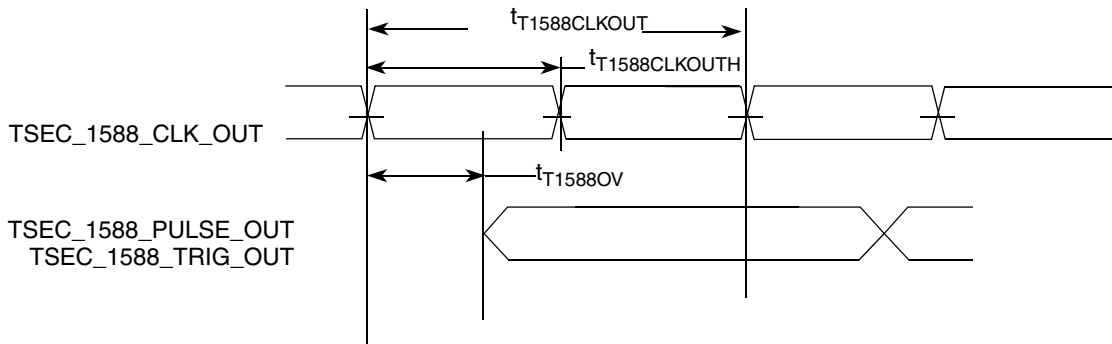 tT1588CLKOUT
tT1588CLKOUTH
TSEC_1588_CLK_OUT
tT1588OV
TSEC_1588_PULSE_OUT
TSEC_1588_TRIG_OUT